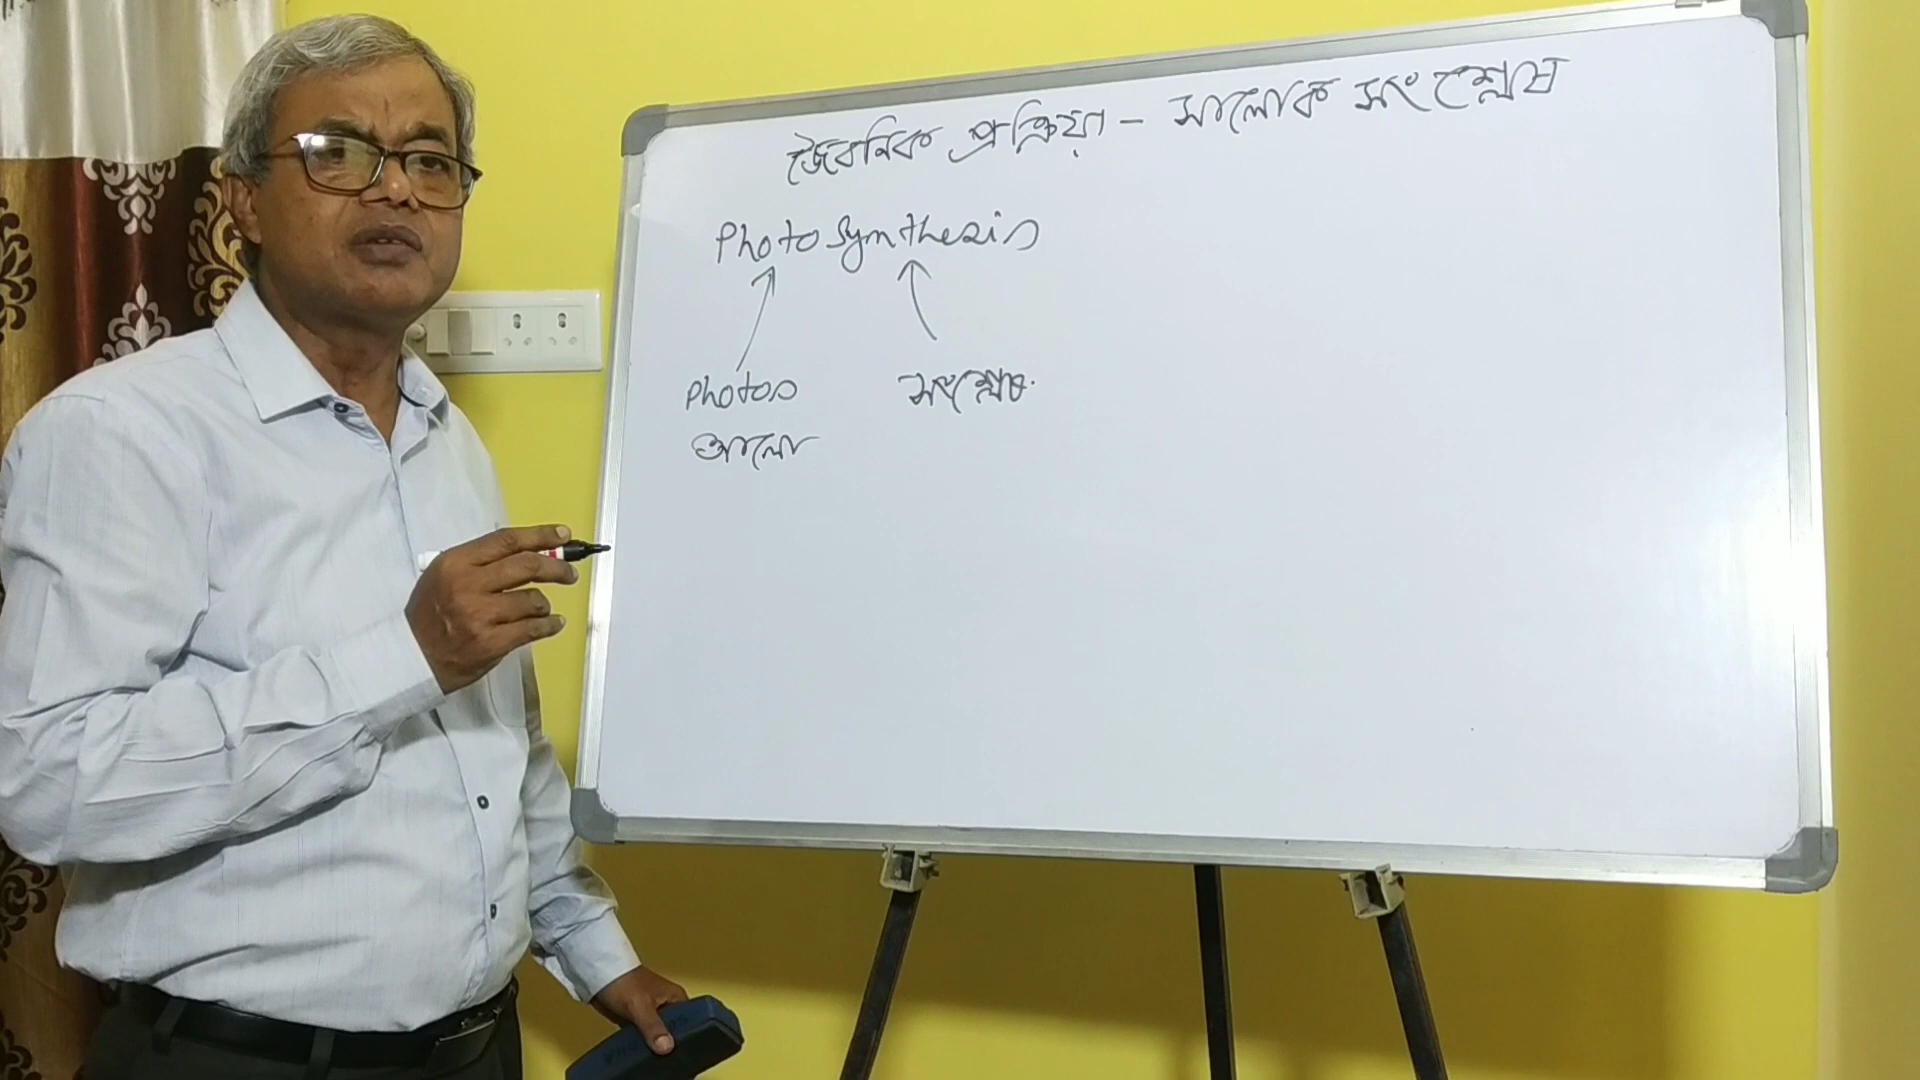 জৈবনিক প্রক্রিয়া - সালোক সংশ্লেষ
Photosynthesis
Photos সংশ্লেষ
আলো